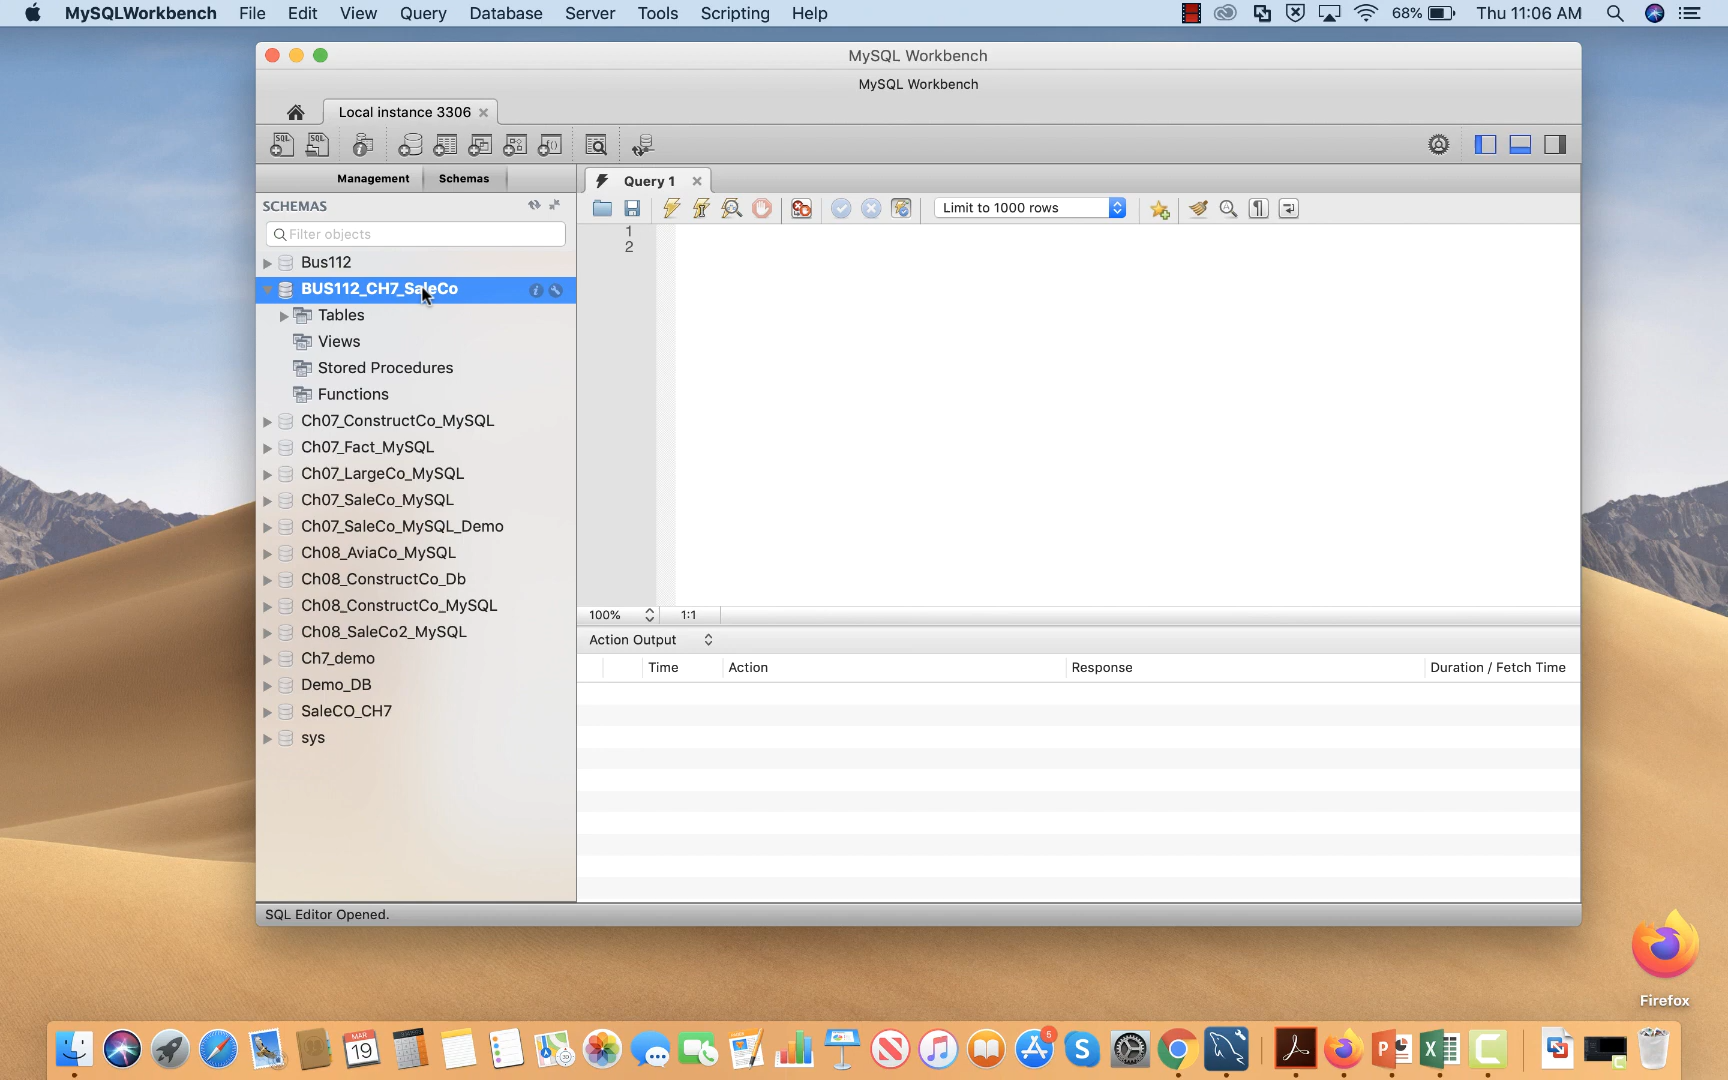 MySQLWorkbench File Edit View Query Database Server Tools Scripting Help 68% Thu 11:06 AM
MySQL Workbench
MySQL Workbench
Local instance 3306
Management Schemas
SCHEMAS
Query 1
Limit to 1000 rows
Filter objects
1
2
Bus112
BUS112_CH7_SaleCo
Tables
Views
Stored Procedures
Functions
Ch07_ConstructCo_MySQL
Ch07_Fact_MySQL
Ch07_LargeCo_MySQL
Ch07_SaleCo_MySQL
Ch07_SaleCo_MySQL_Demo
Ch08_AviaCo_MySQL
Ch08_ConstructCo_Db
Ch08_ConstructCo_MySQL
Ch08_SaleCo2_MySQL
Ch7_demo
Demo_DB
SaleCO_CH7
sys
100% 1:1
Action Output
Time Action Response Duration / Fetch Time
SQL Editor Opened.
Firefox
MAR
19
5